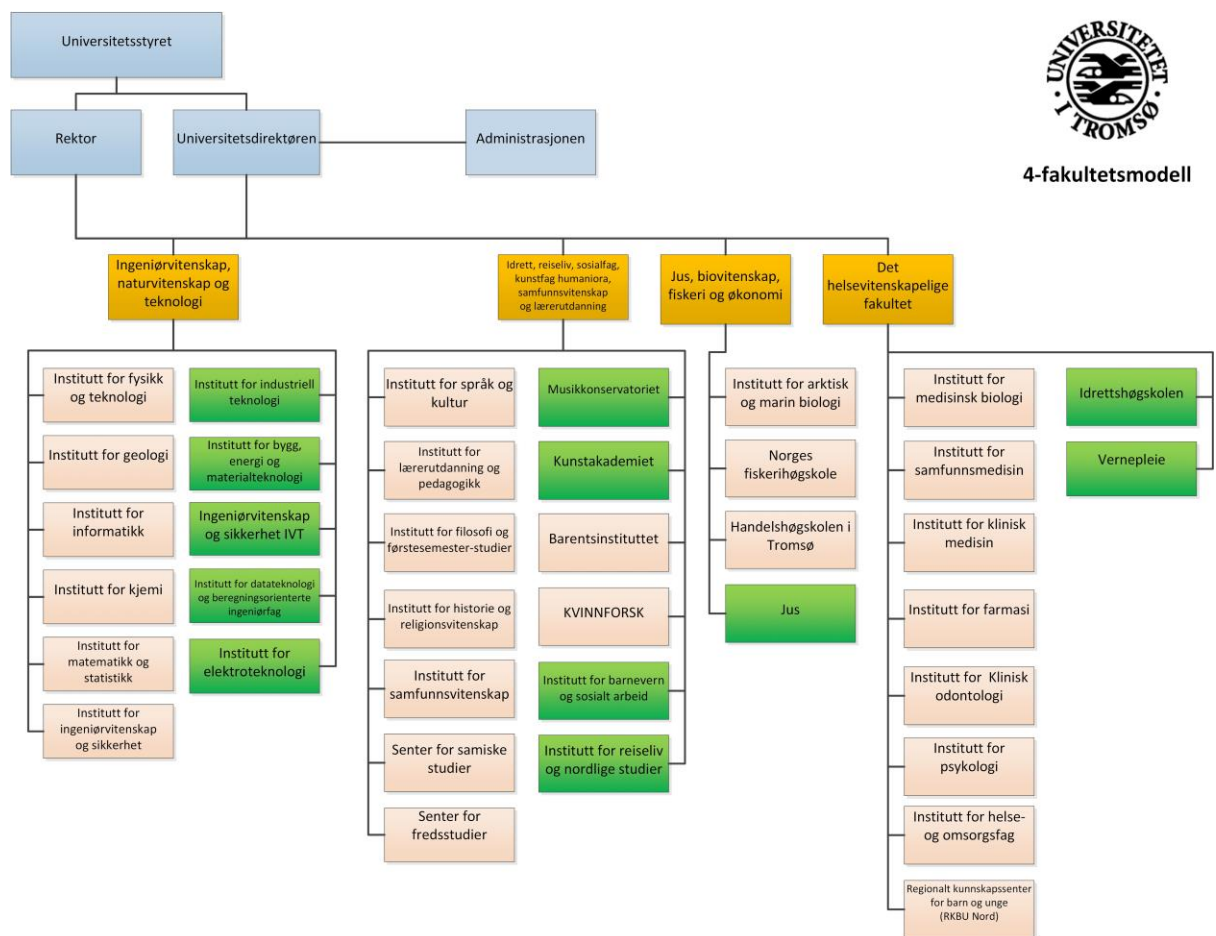 Universitetsstyret
UNIVERSITETET
I TROMSØ
4-fakultetsmodell
Rektor
Universitetsdirektøren
Administrasjonen
Ingeniørvitenskap,
naturvitenskap og
teknologi
Idrett, reiseliv, sosialfag,
kunstfag humaniora,
samfunnsvitenskap
og lærerutdanning
Jus, biovitenskap,
fiskeri og økonomi
Det
helsevitenskapelige
fakultet
Institutt for fysikk
og teknologi
Institutt for geologi
Institutt for
informatikk
Institutt for kjemi
Institutt for
matematikk og
statistikk
Institutt for
ingeniørvitenskap
og sikkerhet
Institutt for industriell
teknologi
Institutt for bygg,
energi og
materialteknologi
Ingeniørvitenskap
og sikkerhet IVT
Institutt for datateknologi
og beregningsorienterte
ingeniørfag
Institutt for
elektroteknologi
Institutt for språk og
kultur
Institutt for
lærerutdanning og
pedagogikk
Institutt for filosofi og
førstesemester-studier
Institutt for historie og
religionsvitenskap
Institutt for
samfunnsvitenskap
Senter for samiske
studier
Senter for
fredsstudier
Musikkonservatoriet
Kunstakademiet
Barentsinstituttet
KVINNFORSK
Institutt for barnevern
og sosialt arbeid
Institutt for reiseliv
og nordlige studier
Institutt for arktisk
og marin biologi
Norges
fiskerihøgskole
Handelshøgskolen i
Tromsø
Jus
Institutt for
medisinsk biologi
Institutt for
samfunnsmedisin
Institutt for klinisk
medisin
Institutt for farmasi
Institutt for Klinisk
odontologi
Institutt for
psykologi
Institutt for helse-
og omsorgsfag
Regionalt kunnskapssenter
for barn og unge
(RKBU Nord)
Idrettshøgskolen
Vernepleie